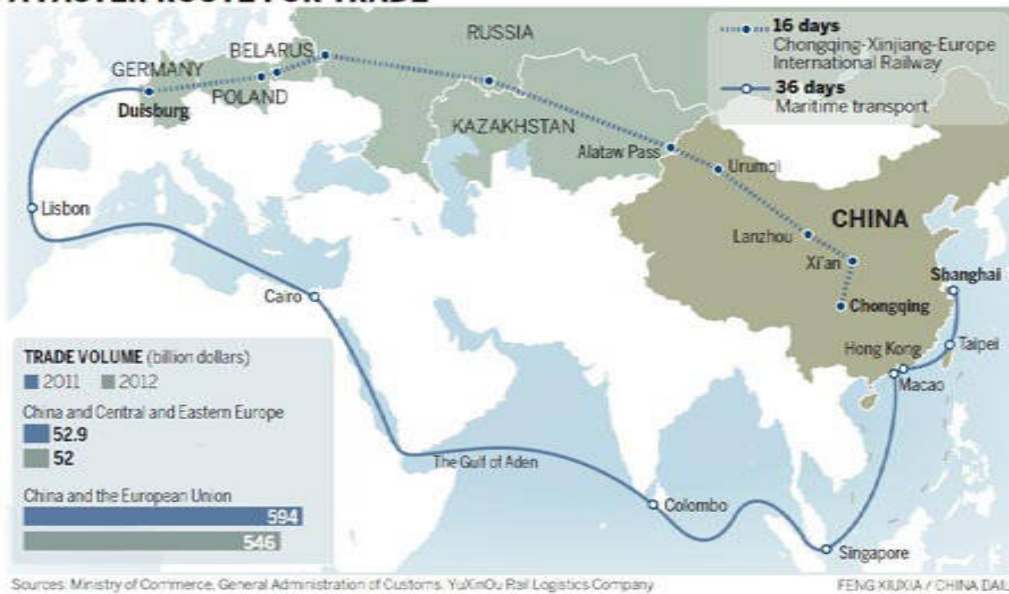 A FASTER ROUTE FOR TRADE
16 days
Chongqing-Xinjiang-Europe
International Railway
36 days
Maritime transport
RUSSIA
BELARUS
GERMANY
POLAND
Duisburg
KAZAKHSTAN
Alataw Pass
Urumqi
Lisbon
CHINA
Lanzhou
Xi'an
Shanghai
Cairo
Chongqing
Hong Kong
Taipei
Macao
TRADE VOLUME (billion dollars)
2011 2012
China and Central and Eastern Europe
52.9
52
The Gulf of Aden
China and the European Union
594
546
Colombo
Singapore
Sources: Ministry of Commerce, General Administration of Customs, YuXinOu Rail Logistics Company
FENG XIUXIA / CHINA DAIL